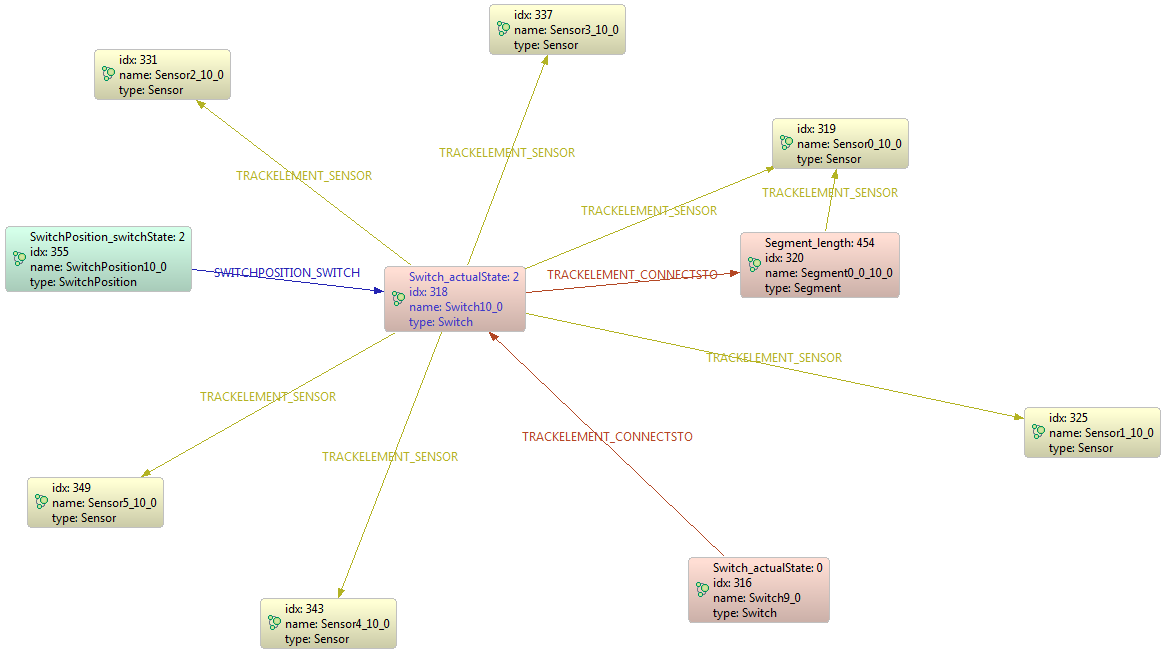 idx: 337
name: Sensor3_10_0
type: Sensor
idx: 331
name: Sensor2_10_0
type: Sensor
idx: 319
name: Sensor0_10_0
type: Sensor
TRACKELEMENT_SENSOR
TRACKELEMENT_SENSOR
TRACKELEMENT_SENSOR
TRACKELEMENT_SENSOR
SwitchPosition_switchState: 2
idx: 355
name: SwitchPosition10_0
type: SwitchPosition
SWITCHPOSITION_SWITCH
Switch_actualState: 2
idx: 318
name: Switch10_0
type: Switch
TRACKELEMENT_CONNECTSTO
Segment_length: 454
idx: 320
name: Segment0_0_10_0
type: Segment
TRACKELEMENT_SENSOR
TRACKELEMENT_SENSOR
idx: 325
name: Sensor1_10_0
type: Sensor
TRACKELEMENT_CONNECTSTO
TRACKELEMENT_SENSOR
idx: 349
name: Sensor5_10_0
type: Sensor
Switch_actualState: 0
idx: 316
name: Switch9_0
type: Switch
idx: 343
name: Sensor4_10_0
type: Sensor